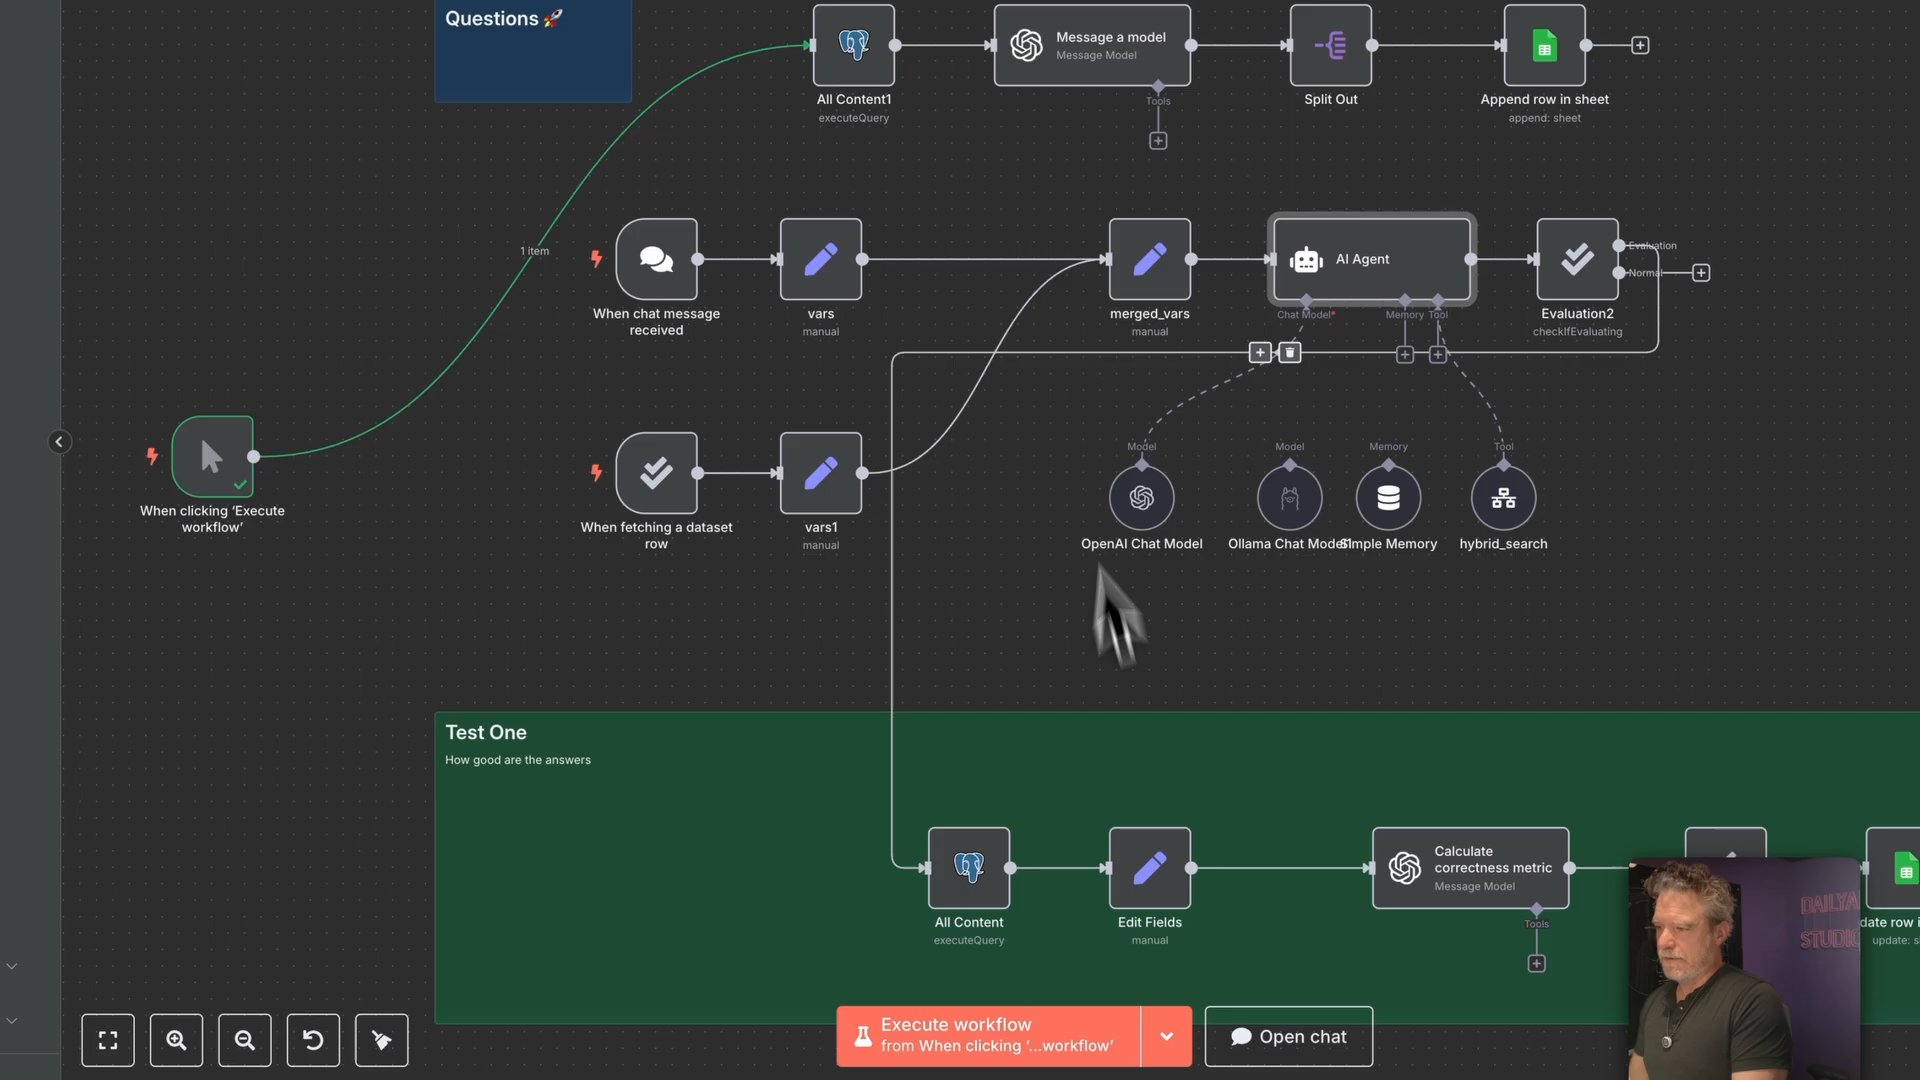 Questions 🚀
Message a model
Message Model
Tools
All Content1
executeQuery
Split Out
Append row in sheet
append: sheet
1 item
When chat message
received
vars
manual
merged_vars
manual
AI Agent
Chat Model*
Memory
Tool
Evaluation
Normal
Evaluation2
checkIfEvaluating
When clicking ‘Execute
workflow’
When fetching a dataset
row
vars1
manual
Model
OpenAI Chat Model
Model
Ollama Chat Model1
Memory
Simple Memory
Tool
hybrid_search
Test One
How good are the answers
All Content
executeQuery
Edit Fields
manual
Calculate
correctness metric
Message Model
Tools
date row i
update: s
DAILYA
STUDIO
Execute workflow
from When clicking ‘...workflow’
Open chat